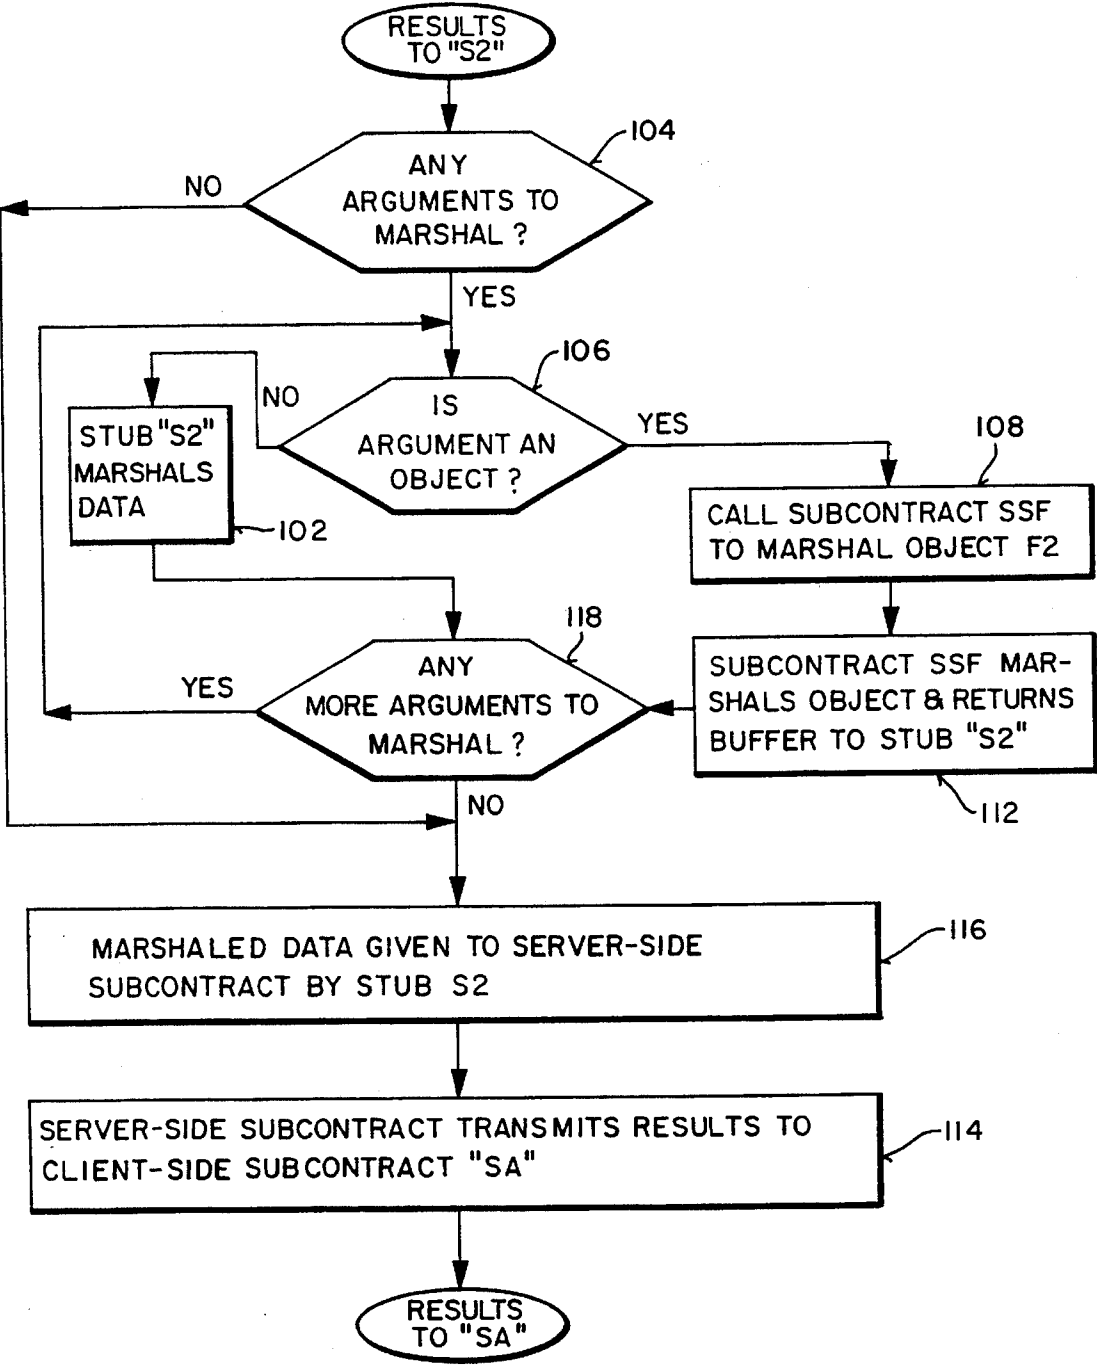 RESULTS
TO "S2"
104
ANY
ARGUMENTS TO
MARSHAL ?
NO
YES
106
IS
ARGUMENT AN
OBJECT ?
NO
YES
STUB "S2"
MARSHALS
DATA
102
108
CALL SUBCONTRACT SSF
TO MARSHAL OBJECT F2
118
ANY
MORE ARGUMENTS TO
MARSHAL ?
YES
NO
SUBCONTRACT SSF MAR-
SHALS OBJECT & RETURNS
BUFFER TO STUB "S2"
112
116
MARSHALED DATA GIVEN TO SERVER-SIDE
SUBCONTRACT BY STUB S2
114
SERVER-SIDE SUBCONTRACT TRANSMITS RESULTS TO
CLIENT-SIDE SUBCONTRACT "SA"
RESULTS
TO "SA"